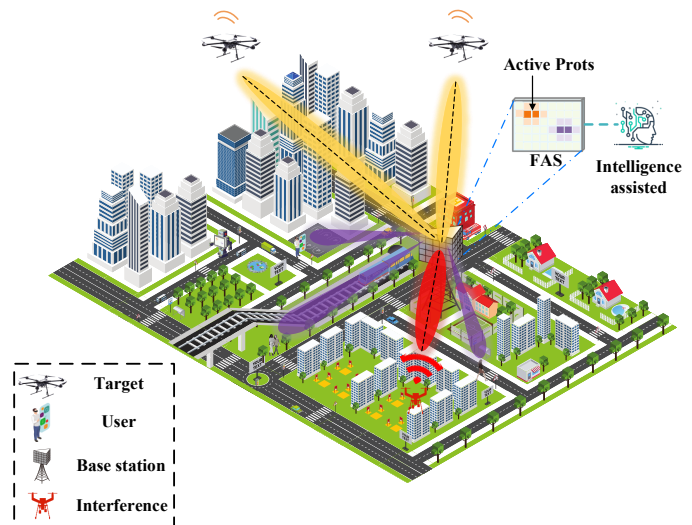 Active Prots
FAS
Intelligence
assisted
Target
User
Base station
Interference